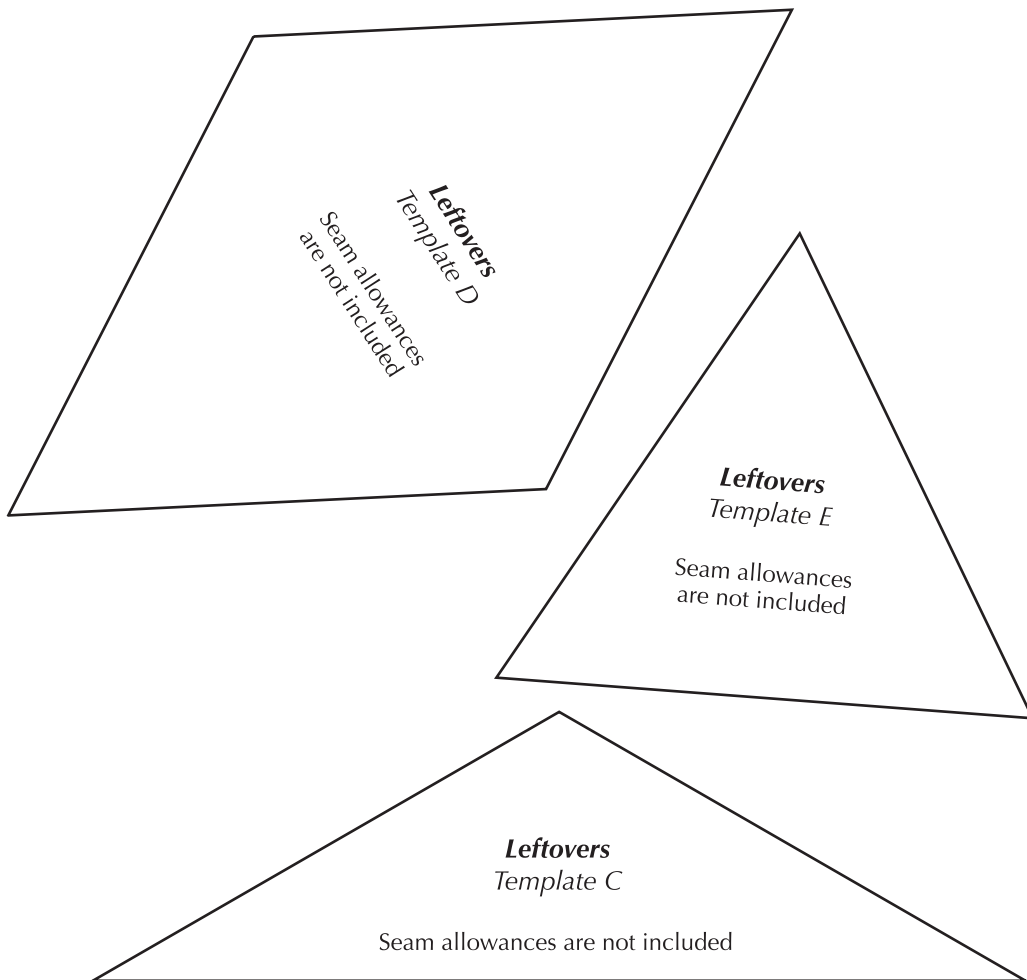 Leftovers
Template D
Seam allowances
are not included
Leftovers
Template E
Seam allowances
are not included
Leftovers
Template C
Seam allowances are not included